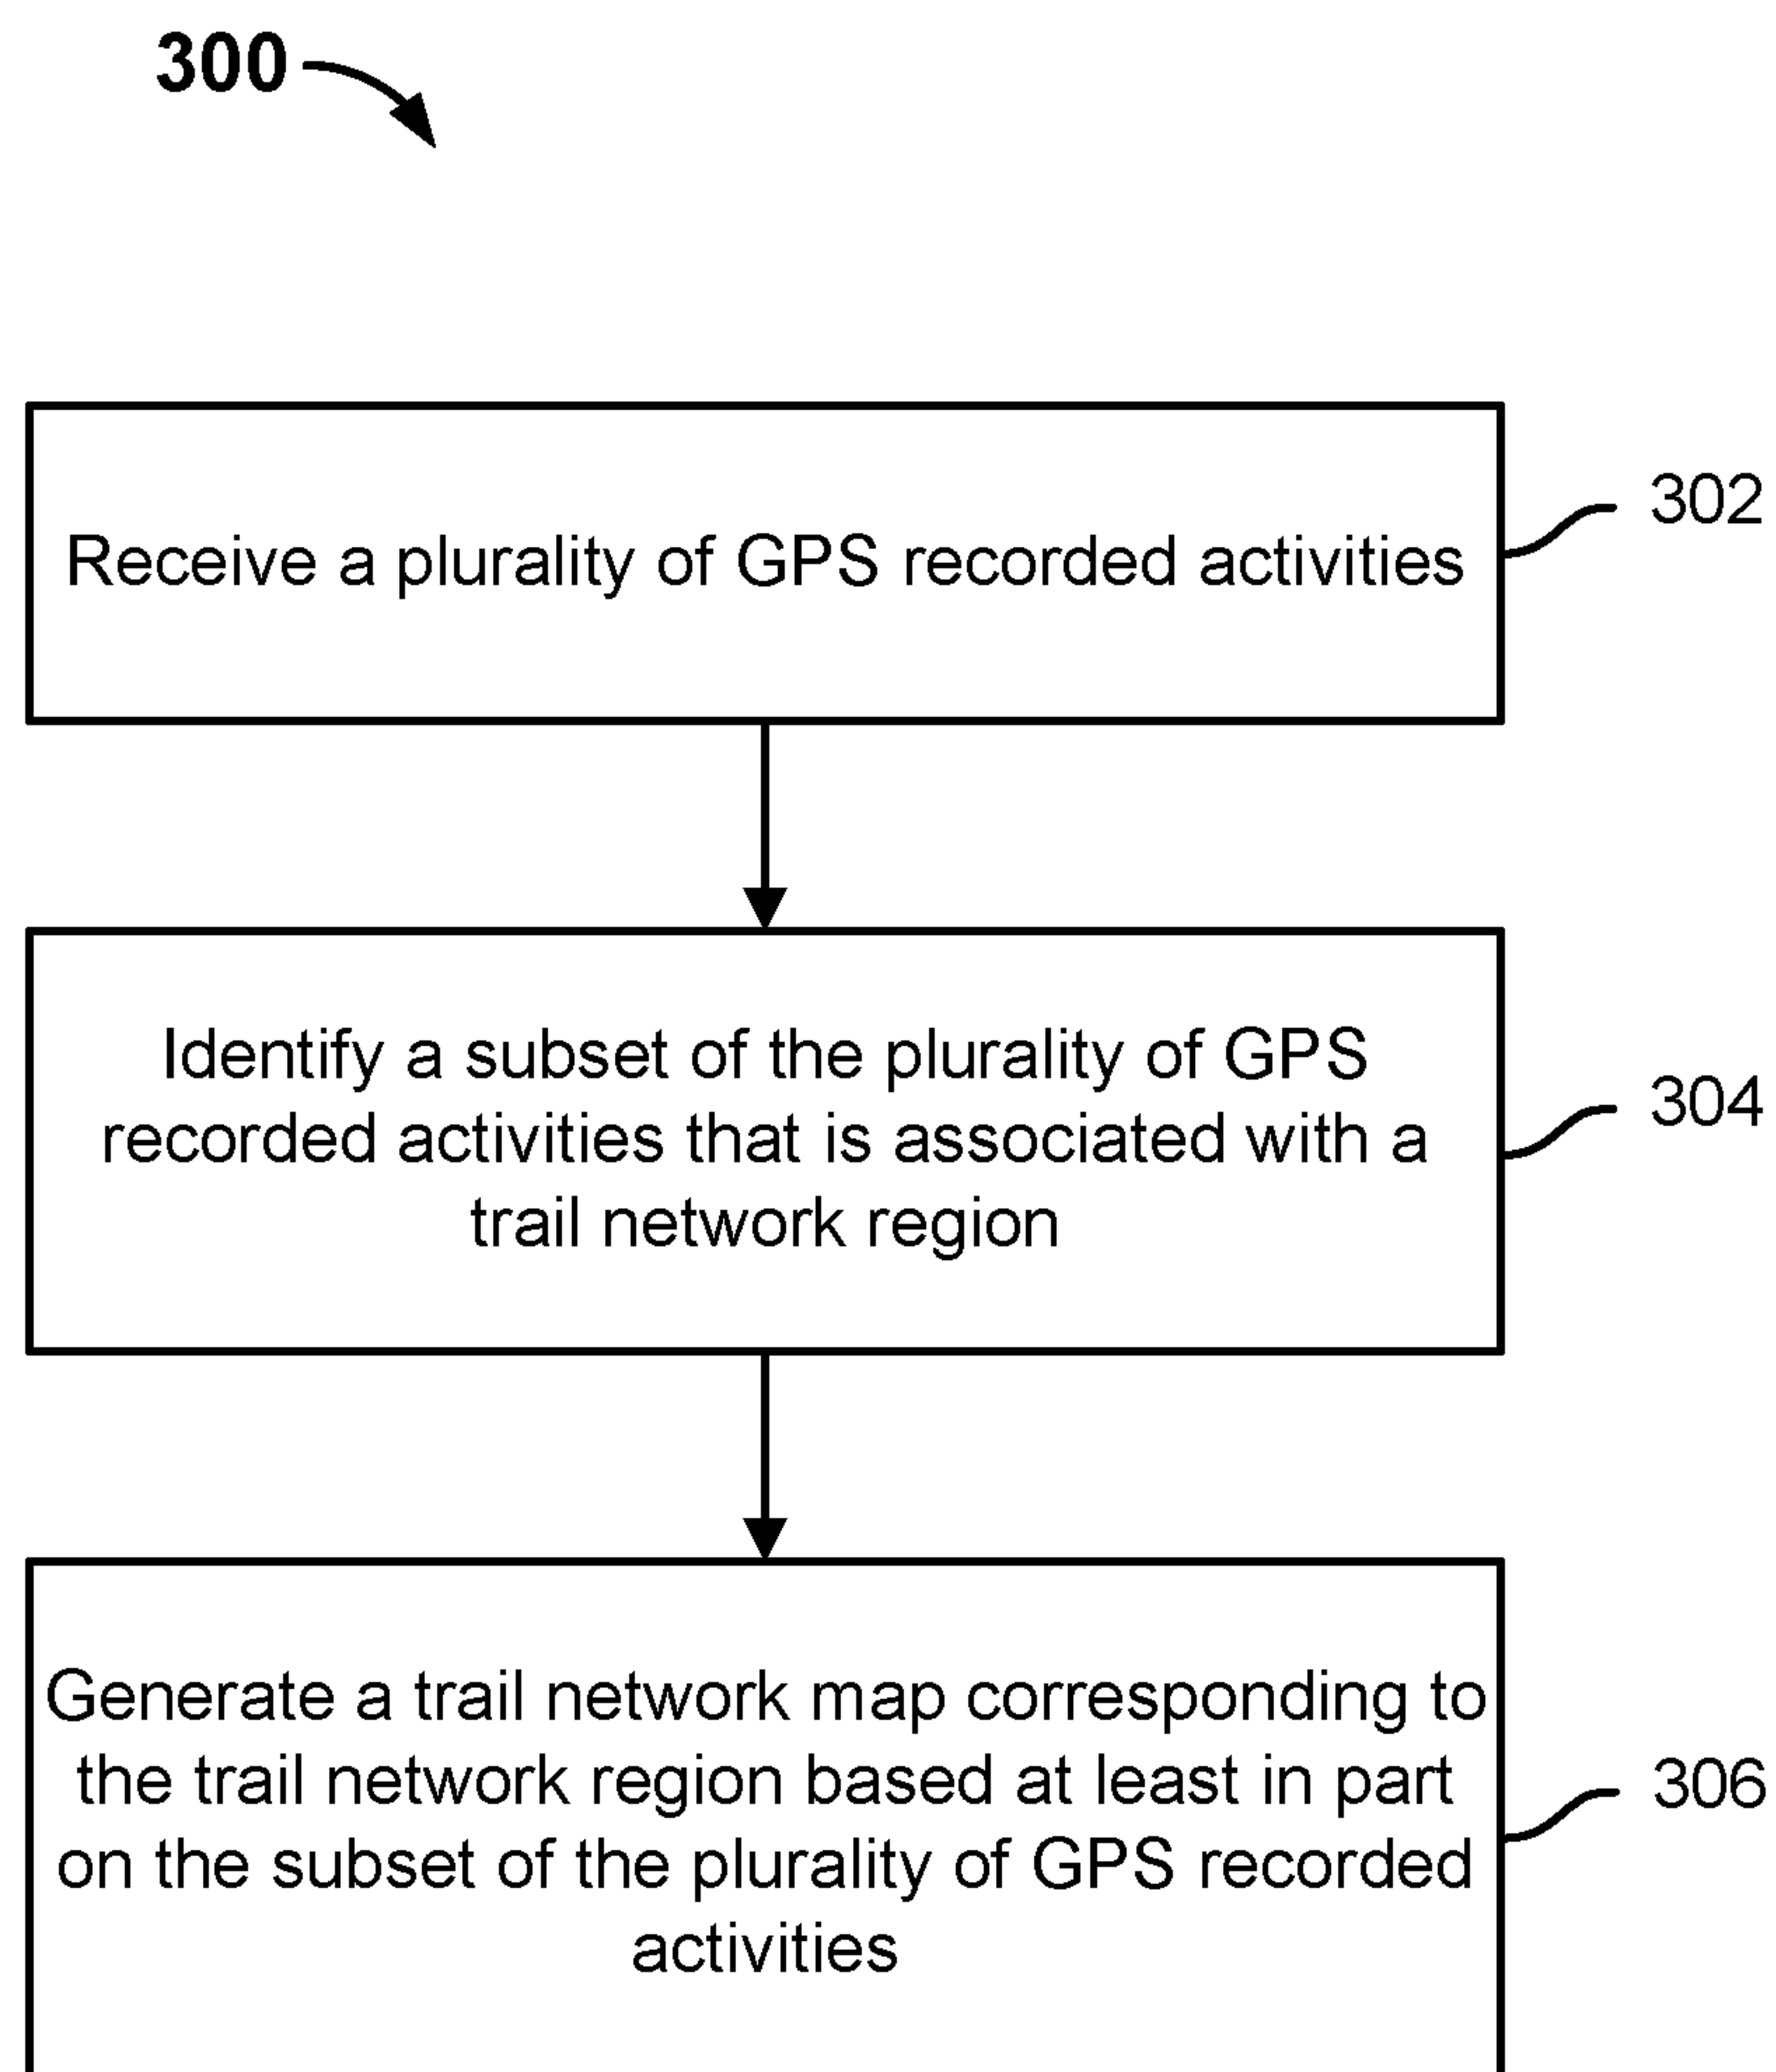 300
Receive a plurality of GPS recorded activities
302
Identify a subset of the plurality of GPS
recorded activities that is associated with a
trail network region
304
Generate a trail network map corresponding to
the trail network region based at least in part
on the subset of the plurality of GPS recorded
activities
306